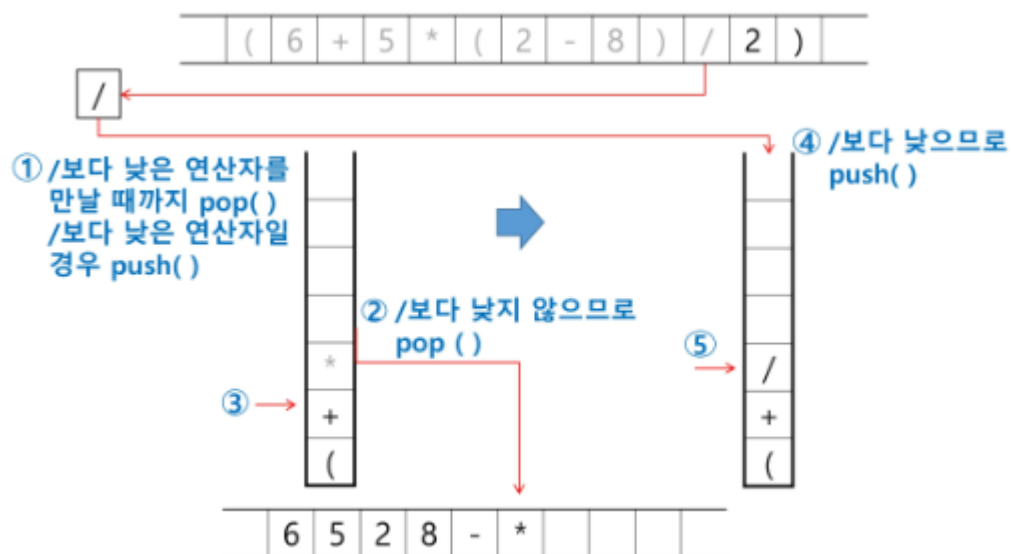 ( 6 + 5 * ( 2 - 8 ) / 2 )
/
① /보다 낮은 연산자를
만날 때까지 pop( )
/보다 낮은 연산자일
경우 push( )
④ /보다 낮으므로
push( )
② /보다 낮지 않으므로
pop ( )
*
③
+
(
⑤
/
+
(
6 5 2 8 - *